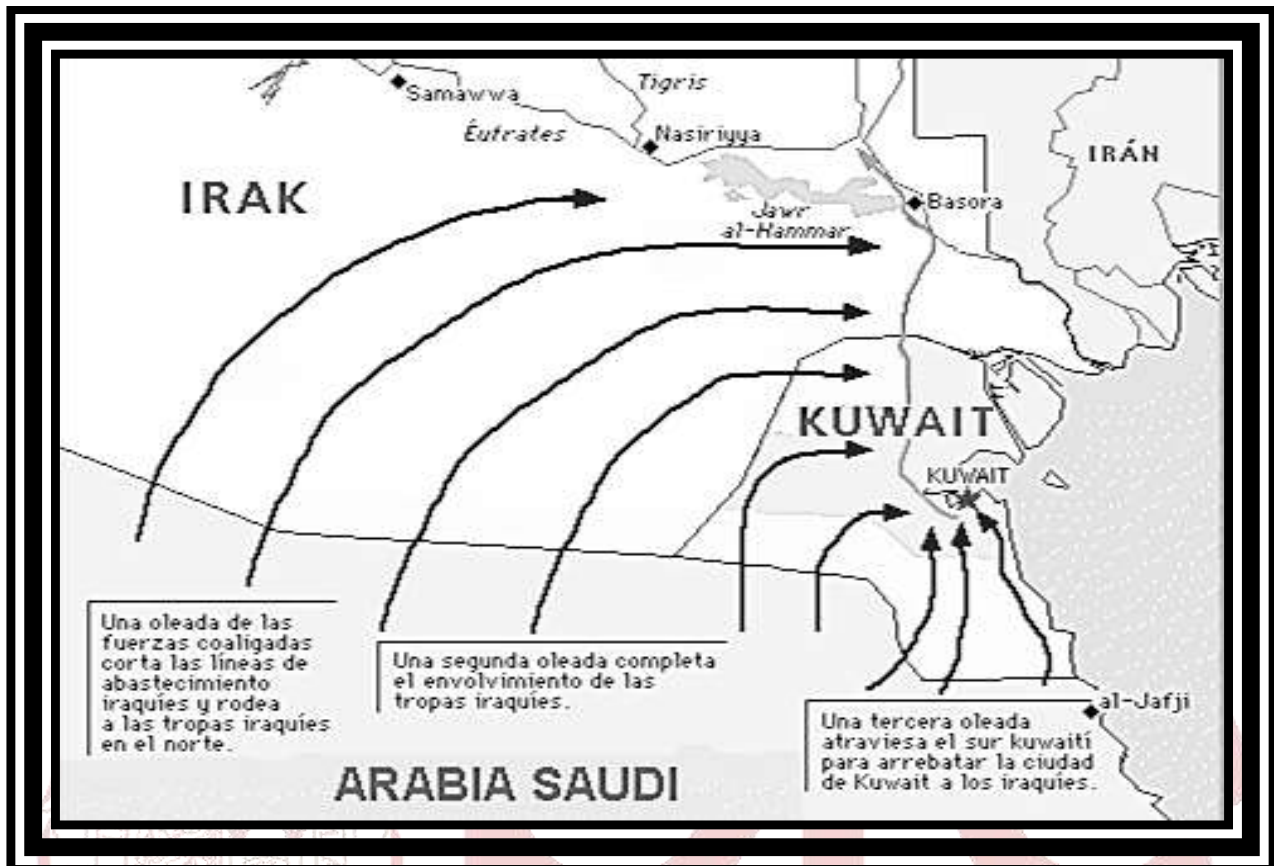 Samawwa
Tigris
Éufrates
Nasiriyya
IRÁN
IRAK
Basora
Jawr
al-Hammar
KUWAIT
KUWAIT
Una oleada de las
fuerzas coaligadas
corta las líneas de
abastecimiento
iraquíes y rodea
a las tropas iraquíes
en el norte.
Una segunda oleada completa
el envolvimiento de las
tropas iraquíes.
al-Jafji
Una tercera oleada
atraviesa el sur kuwaití
para arrebatar la ciudad
de Kuwait a los iraquíes.
ARABIA SAUDI